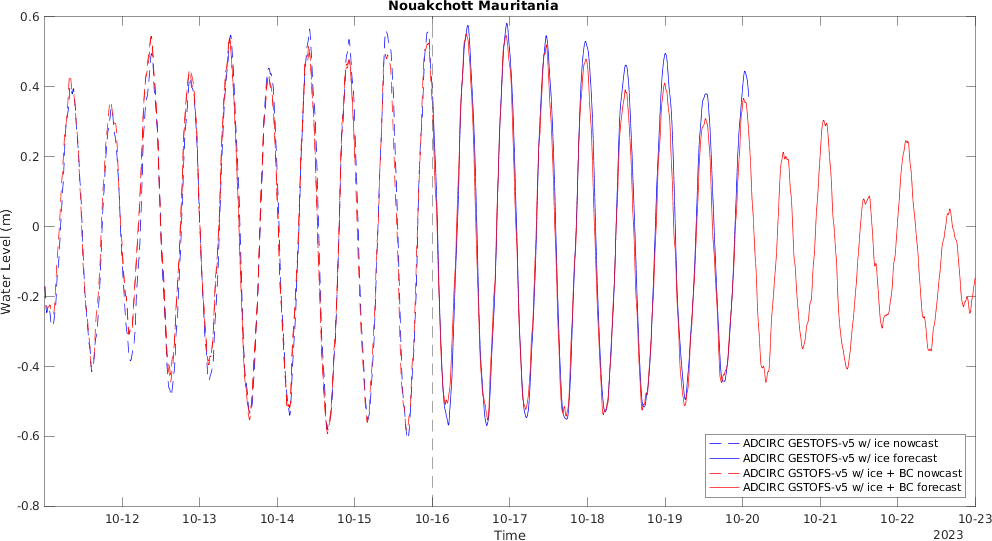 Nouakchott Mauritania
0.6
0.4
0.2
0
-0.2
-0.4
-0.6
-0.8
Water Level (m)
ADCIRC GESTOFS-v5 w/ ice nowcast
ADCIRC GESTOFS-v5 w/ ice forecast
ADCIRC GSTOFS-v5 w/ ice + BC nowcast
ADCIRC GSTOFS-v5 w/ ice + BC forecast
10-12 10-13 10-14 10-15 10-16 10-17 10-18 10-19 10-20 10-21 10-22 10-23
Time
2023